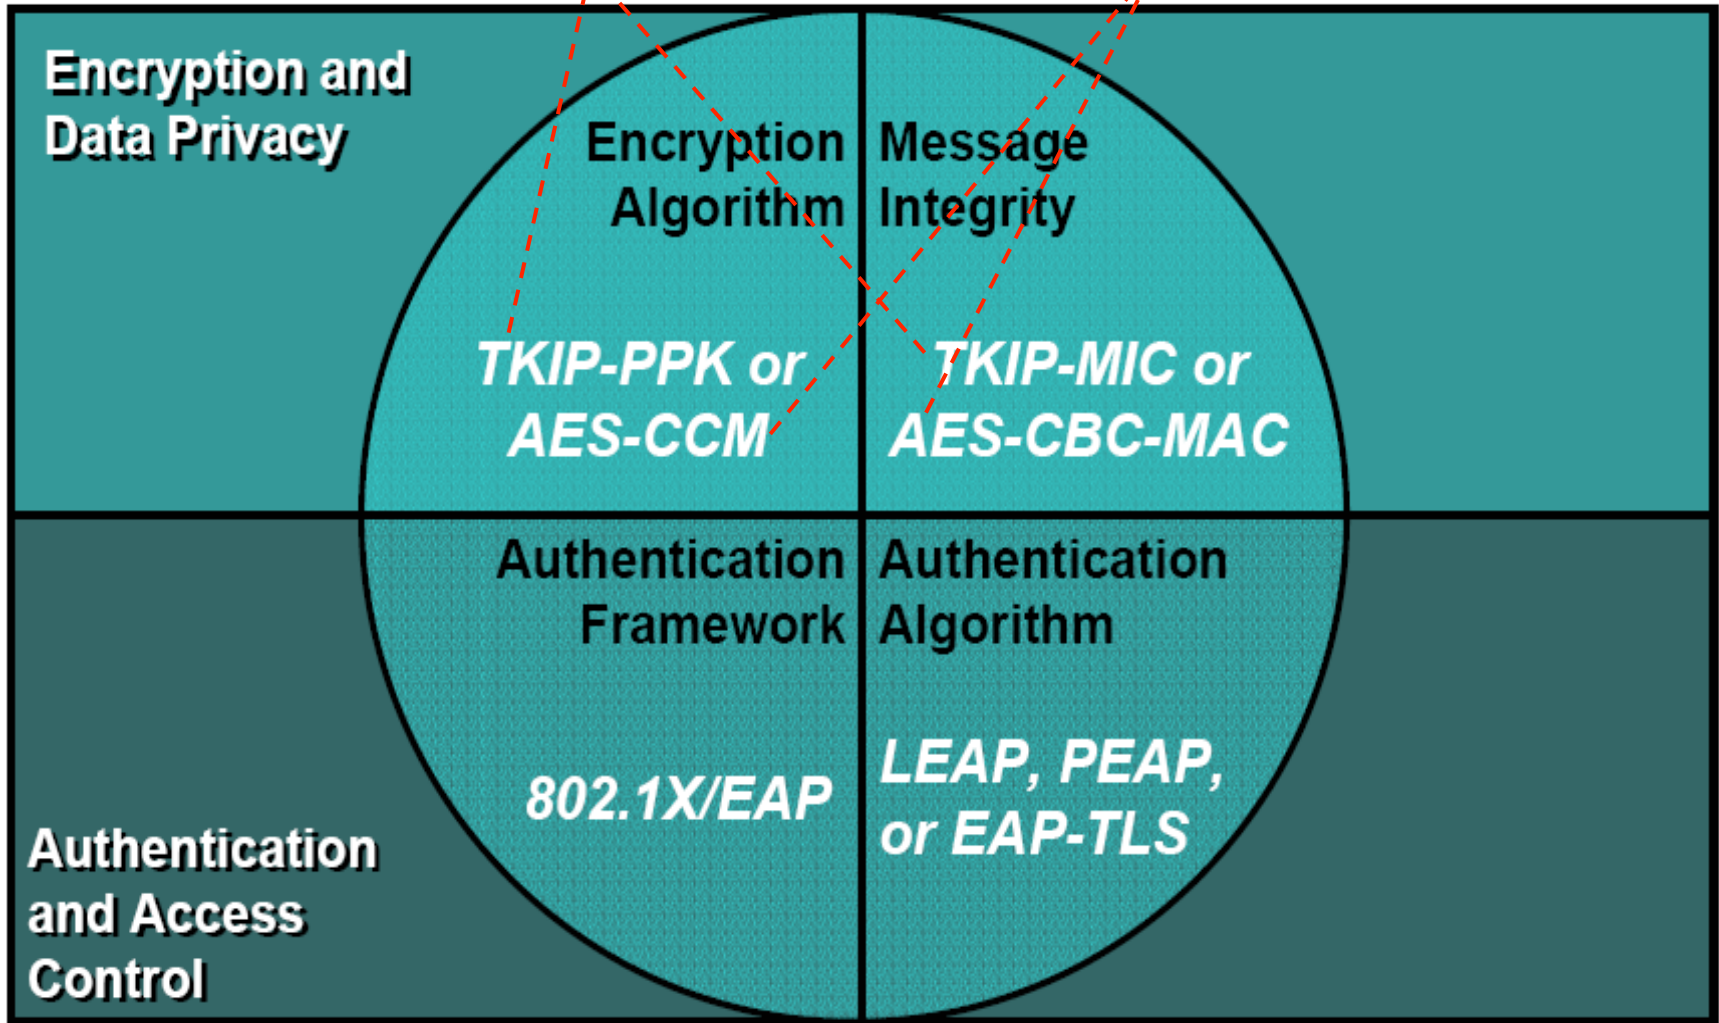 Encryption and
Data Privacy
Encryption
Algorithm
TKIP-PPK or
AES-CCM
Message
Integrity
TKIP-MIC or
AES-CBC-MAC
Authentication
and Access
Control
Authentication
Framework
802.1X/EAP
Authentication
Algorithm
LEAP, PEAP,
or EAP-TLS